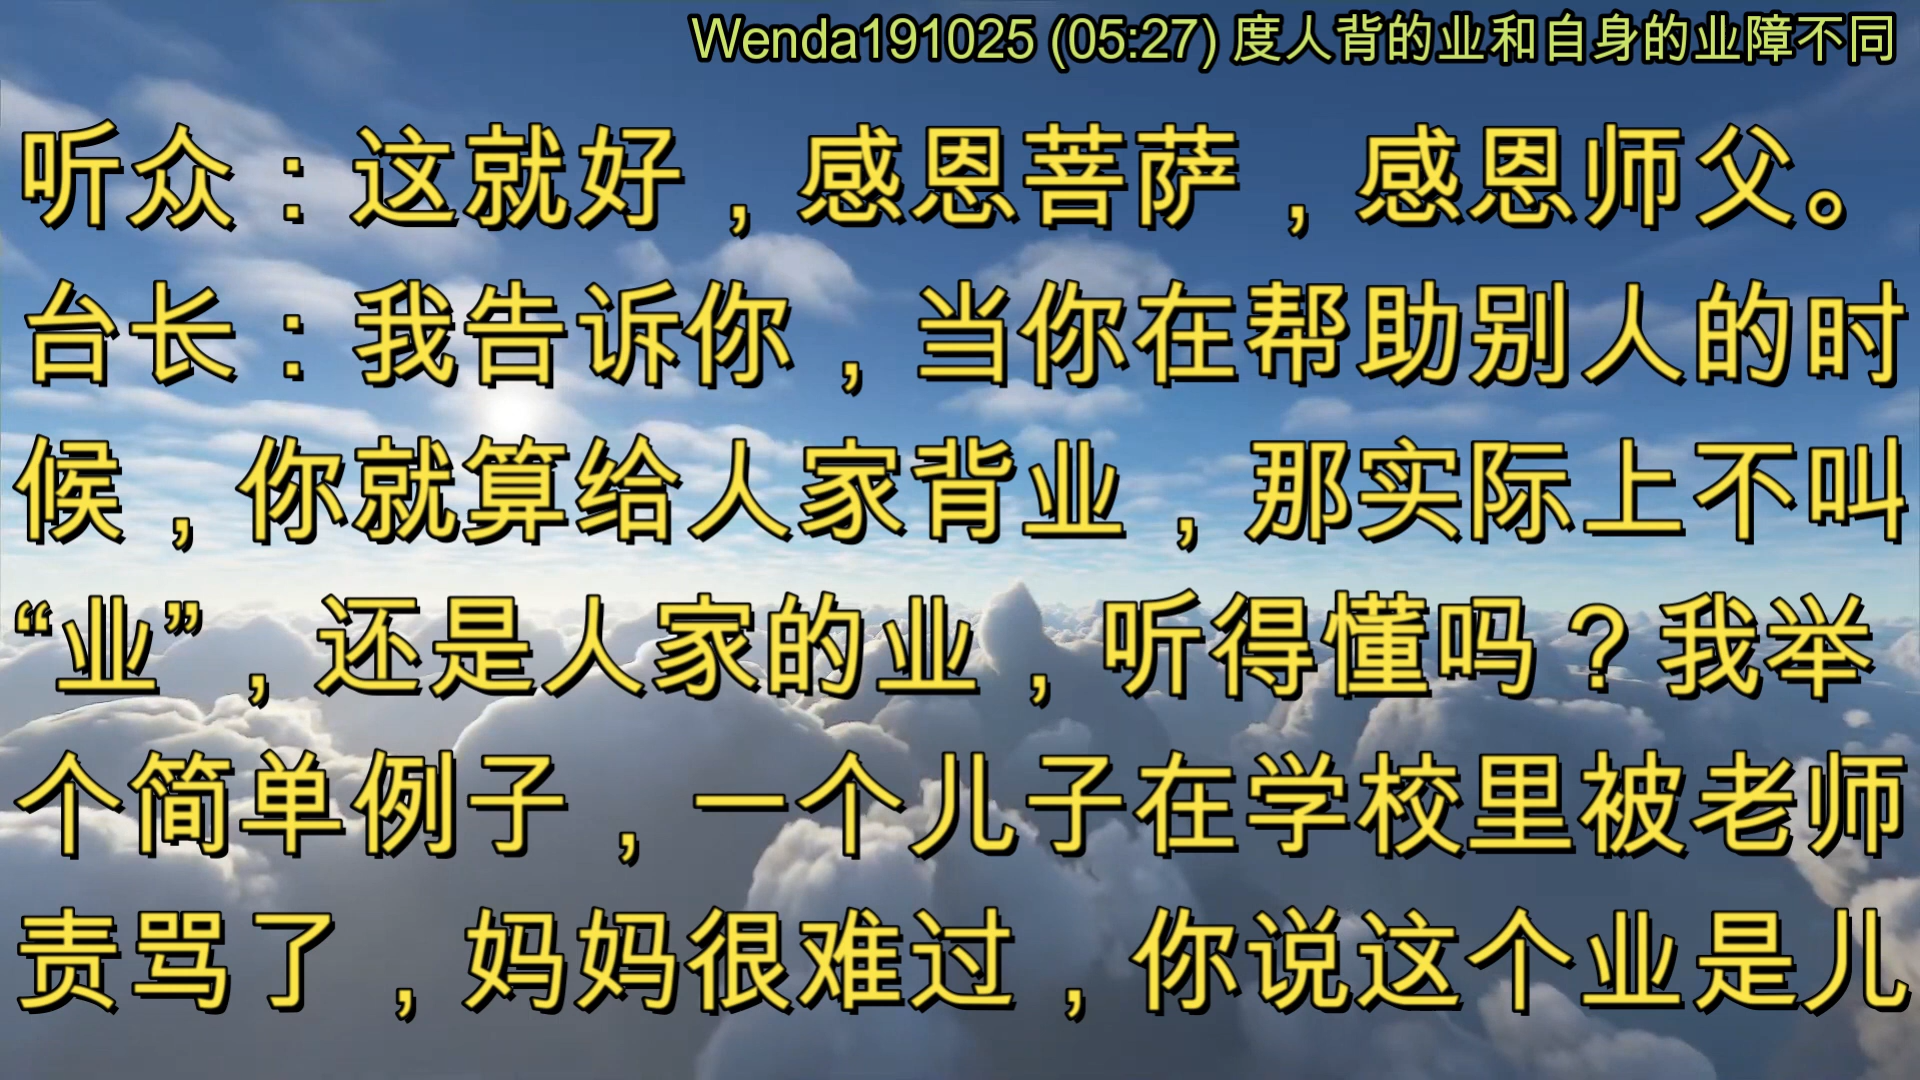 Wenda191025 (05:27) 度人背的业和自身的业障不同
听众：这就好，感恩菩萨，感恩师父。
台长：我告诉你，当你在帮助别人的时
候，你就算给人家背业，那实际上不叫
“业”，还是人家的业，听得懂吗？我举
个简单例子，一个儿子在学校里被老师
责骂了，妈妈很难过，你说这个业是儿